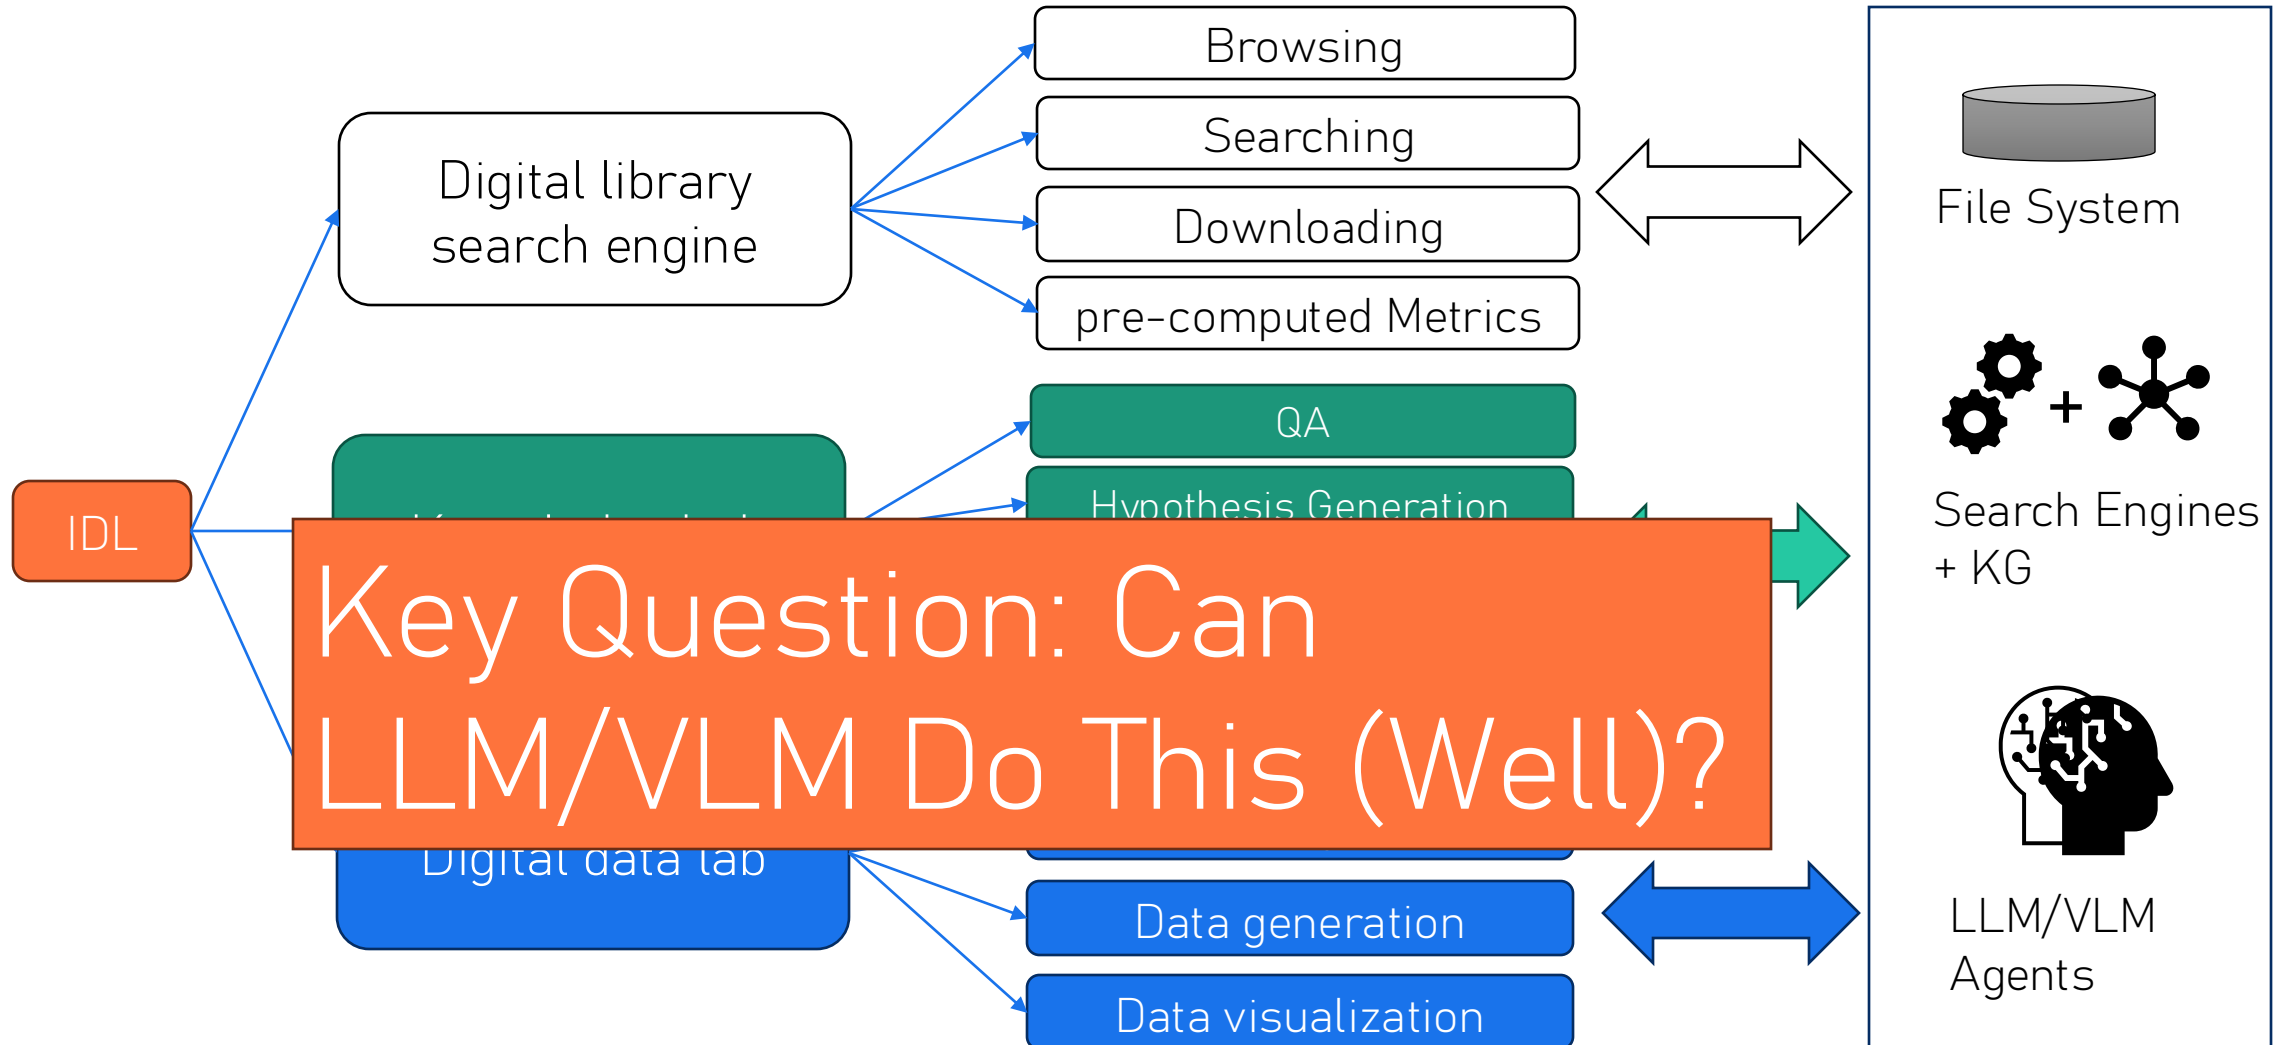 Browsing
Searching
Downloading
pre-computed Metrics
Digital library
search engine
QA
Hypothesis Generation
IDL
Key Question: Can
LLM/VLM Do This (Well)?
Digital data lab
Data generation
Data visualization
File System
+
Search Engines
+ KG
LLM/VLM
Agents